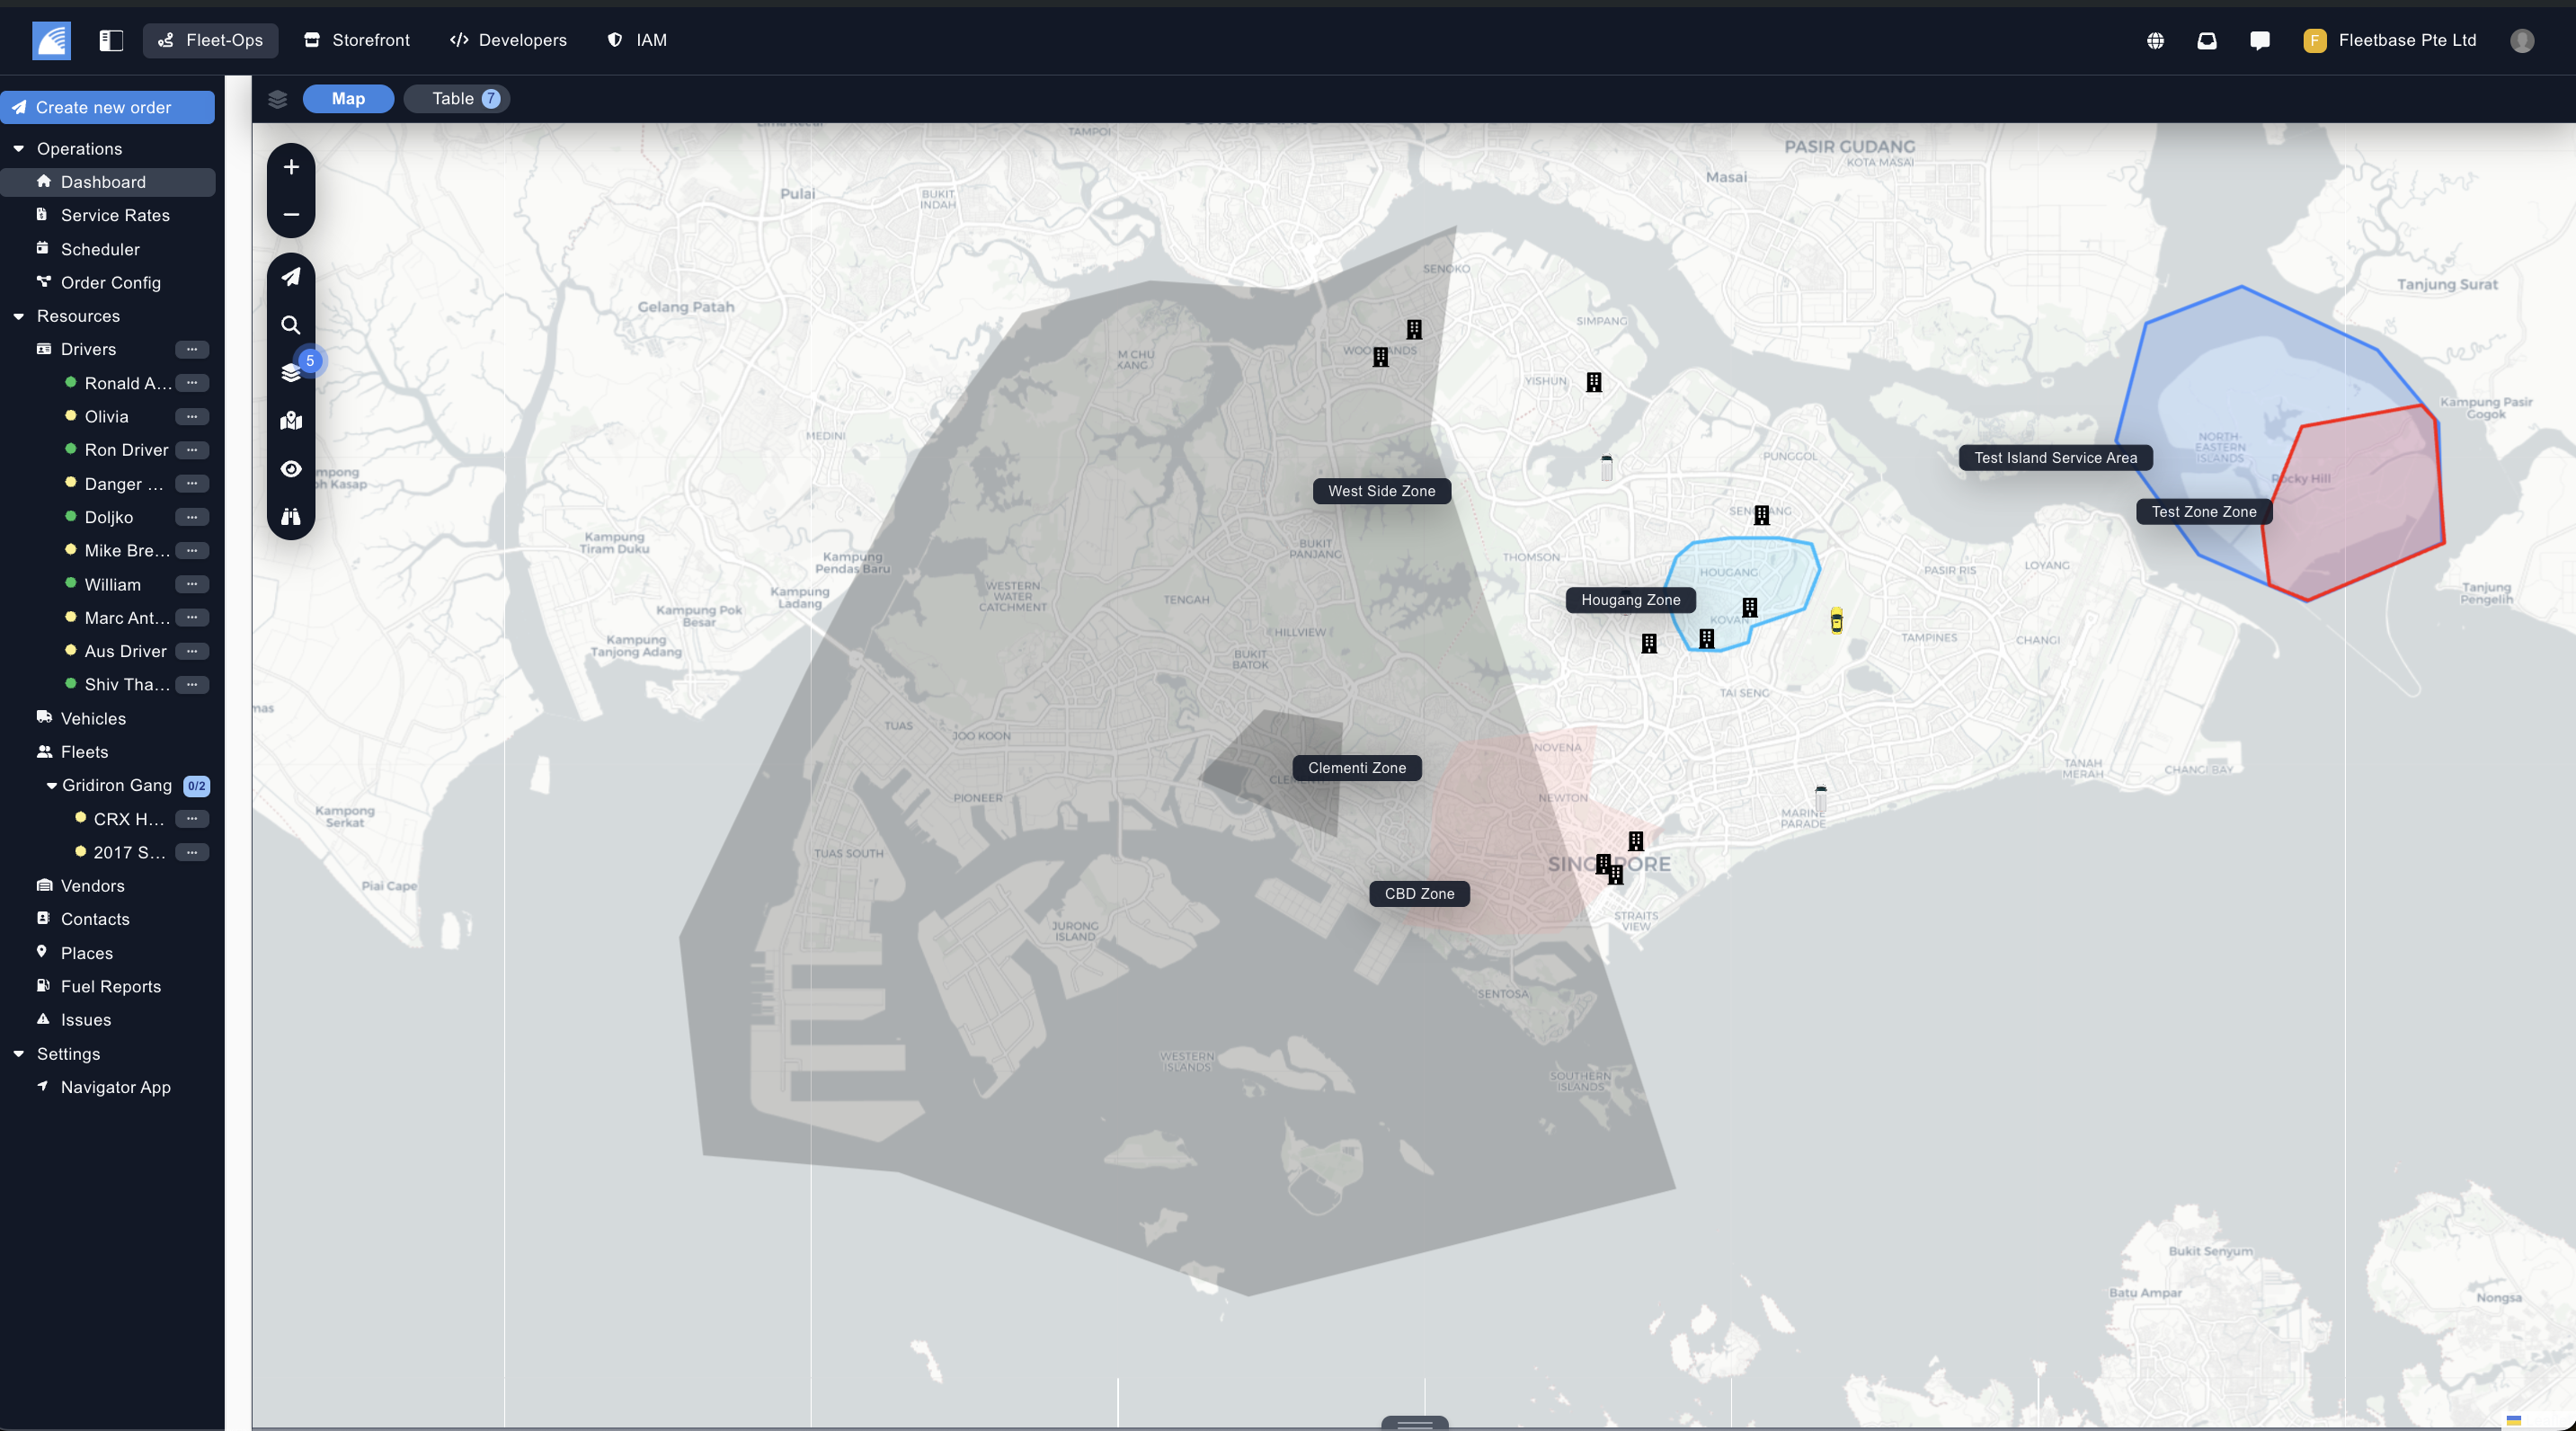 Fleet-Ops
Storefront
Developers
IAM
F
Fleetbase Pte Ltd
Create new order
Map
Table 7
Operations
Dashboard
Service Rates
Scheduler
Order Config
Resources
Drivers
Ronald A...
Olivia
Ron Driver
Danger ...
Doljko
Mike Bre...
William
Marc Ant...
Aus Driver
Shiv Tha...
Vehicles
Fleets
Gridiron Gang 0/2
CRX H...
2017 S...
Vendors
Contacts
Places
Fuel Reports
Issues
Settings
Navigator App
5
TAMPOI
PASIR GUDANG
KOTA MASAI
Masai
Pulai
BUKIT
INDAH
SENOKO
Tanjung Surat
Gelang Patah
SIMPANG
M CHU
KANG
YISHUN
Kampung Pasir
Gogok
MEDINI
NORTH-
EASTERN
ISLANDS
PUNGGOL
Test Island Service Area
Rocky Hill
West Side Zone
Test Zone Zone
Kampung
Tiram Duku
BUKIT
PANJANG
THOMSON
Kampung
Pendas Baru
HOUGANG
PASIR RIS
LOYANG
WESTERN
WATER
CATCHMENT
TENGAH
Kampung
Ladang
Hougang Zone
Tanjung
Pengelih
Kampung Pok
Besar
KOVAN
HILLVIEW
TAMPINES
CHANGI
Kampung
Tanjong Adang
BUKIT
BATOK
TAI SENG
mas
TUAS
JOO KOON
NOVENA
Clementi Zone
TANAH
MERAH
CHANGI BAY
PIONEER
NEWTON
Kampong
Serkat
MARINE
PARADE
TUAS SOUTH
Piai Cape
CBD Zone
JURONG
ISLAND
STRAITS
VIEW
SENTOSA
WESTERN
ISLANDS
SOUTHERN
ISLANDS
Bukit Senyum
Batu Ampar
Nongsa